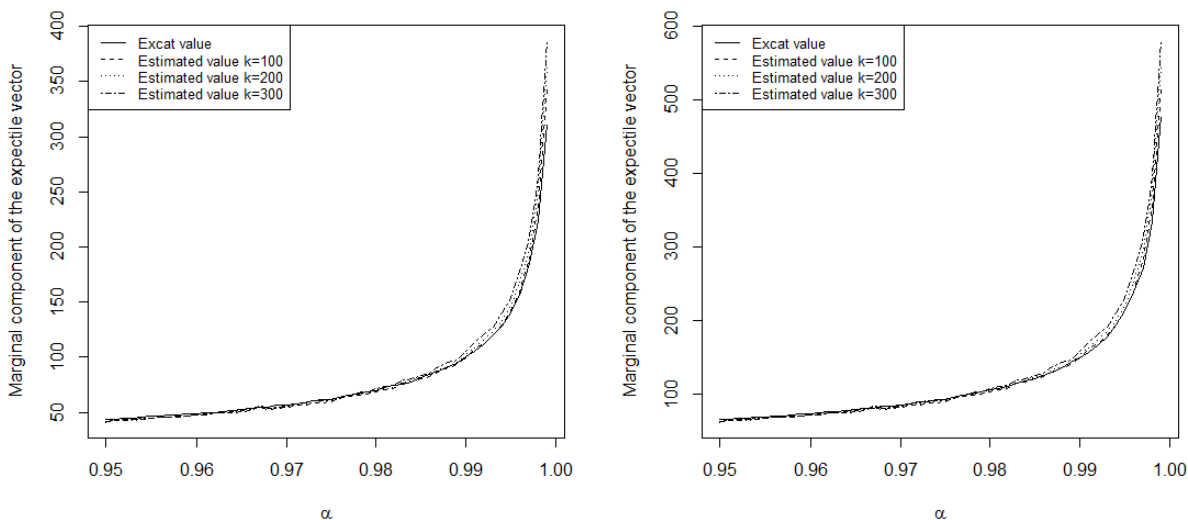 Marginal component of the expectile vector
400
350
300
250
200
150
100
50
Excat value
Estimated value k=100
Estimated value k=200
Estimated value k=300
0.95 0.96 0.97 0.98 0.99 1.00
α
Marginal component of the expectile vector
600
500
400
300
200
100
Excat value
Estimated value k=100
Estimated value k=200
Estimated value k=300
0.95 0.96 0.97 0.98 0.99 1.00
α